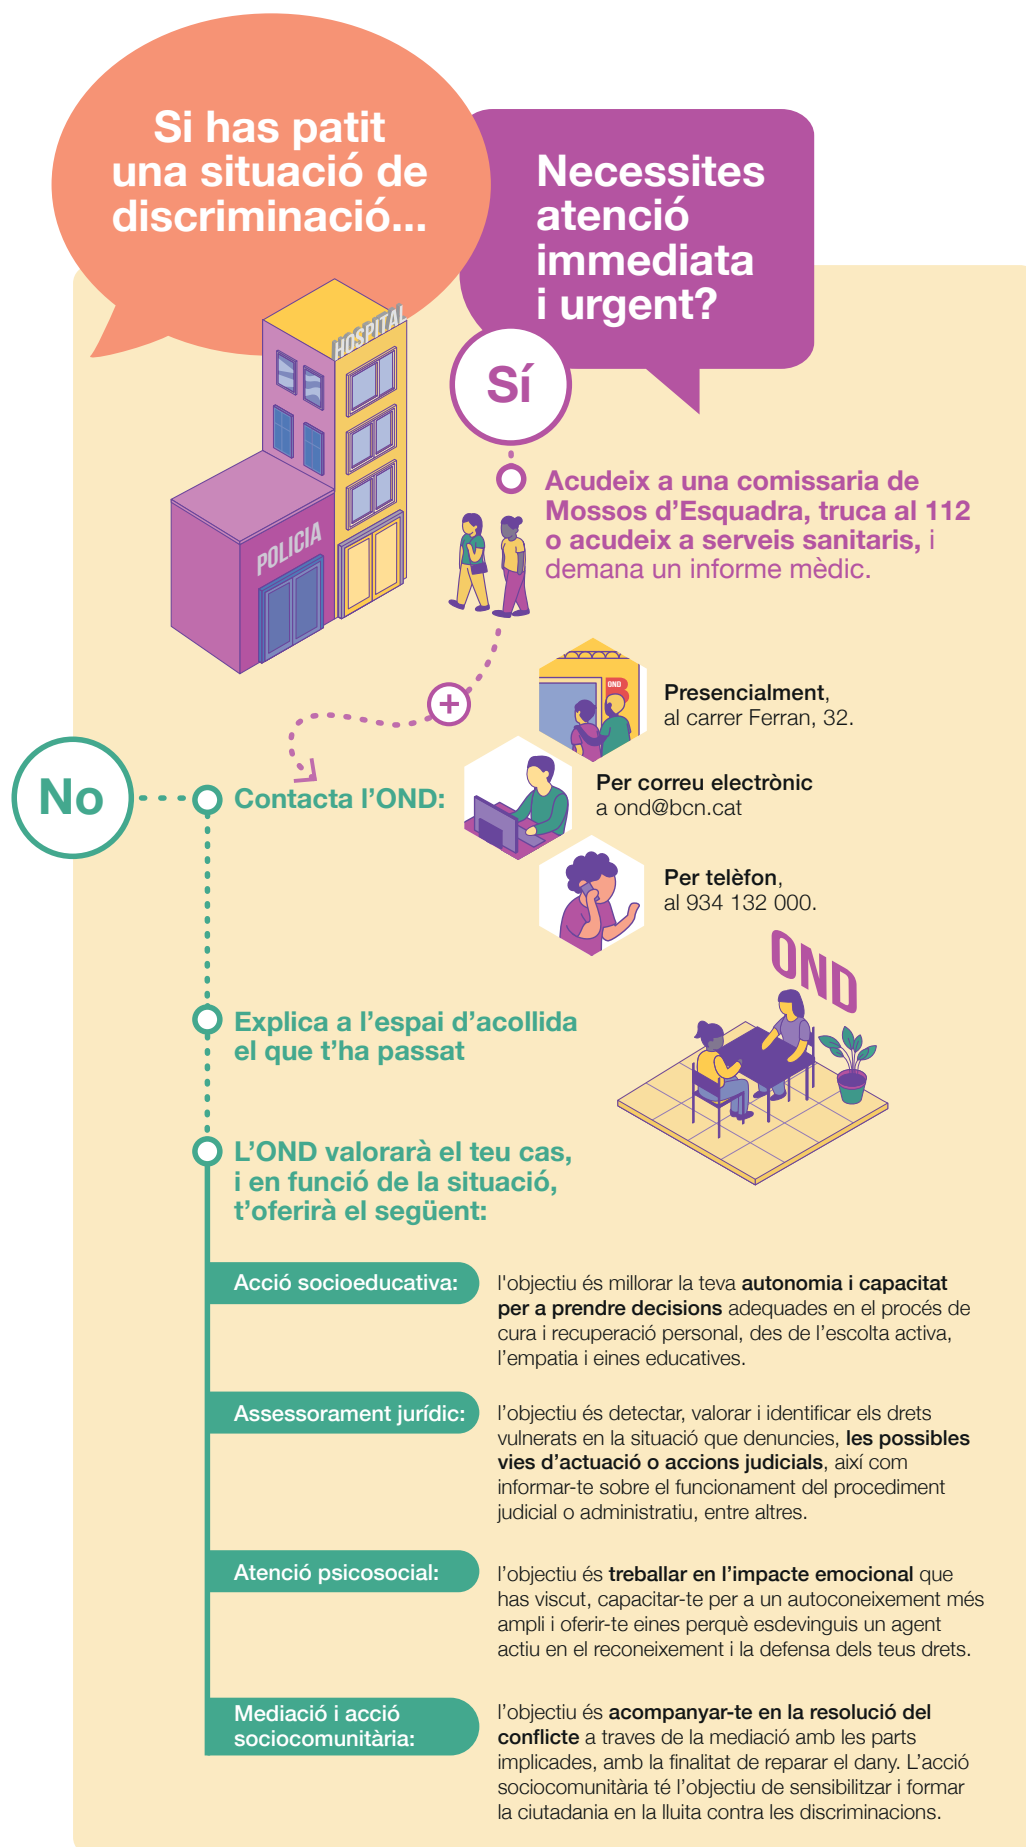 Si has patit
una situació de
discriminació...
Necessites
atenció
immediata
i urgent?
HOSPITAL
POLICIA
Sí
Acudeix a una comissaria de
Mossos d’Esquadra, truca al 112
o acudeix a serveis sanitaris, i
demana un informe mèdic.
+
OND
B
Presencialment,
al carrer Ferran, 32.
No
Contacta l’OND:
Per correu electrònic
a ond@bcn.cat
Per telèfon,
al 934 132 000.
OND
Explica a l’espai d’acollida
el que t’ha passat
L’OND valorarà el teu cas,
i en funció de la situació,
t’oferirà el següent:
Acció socioeducativa:
l'objectiu és millorar la teva autonomia i capacitat
per a prendre decisions adequades en el procés de
cura i recuperació personal, des de l’escolta activa,
l’empatia i eines educatives.
Assessorament jurídic:
l’objectiu és detectar, valorar i identificar els drets
vulnerats en la situació que denuncies, les possibles
vies d’actuació o accions judicials, així com
informar-te sobre el funcionament del procediment
judicial o administratiu, entre altres.
Atenció psicosocial:
l’objectiu és treballar en l’impacte emocional que
has viscut, capacitar-te per a un autoconeixement més
ampli i oferir-te eines perquè esdevinguis un agent
actiu en el reconeixement i la defensa dels teus drets.
Mediació i acció
sociocomunitària:
l’objectiu és acompanyar-te en la resolució del
conflicte a traves de la mediació amb les parts
implicades, amb la finalitat de reparar el dany. L’acció
sociocomunitària té l’objectiu de sensibilitzar i formar
la ciutadania en la lluita contra les discriminacions.